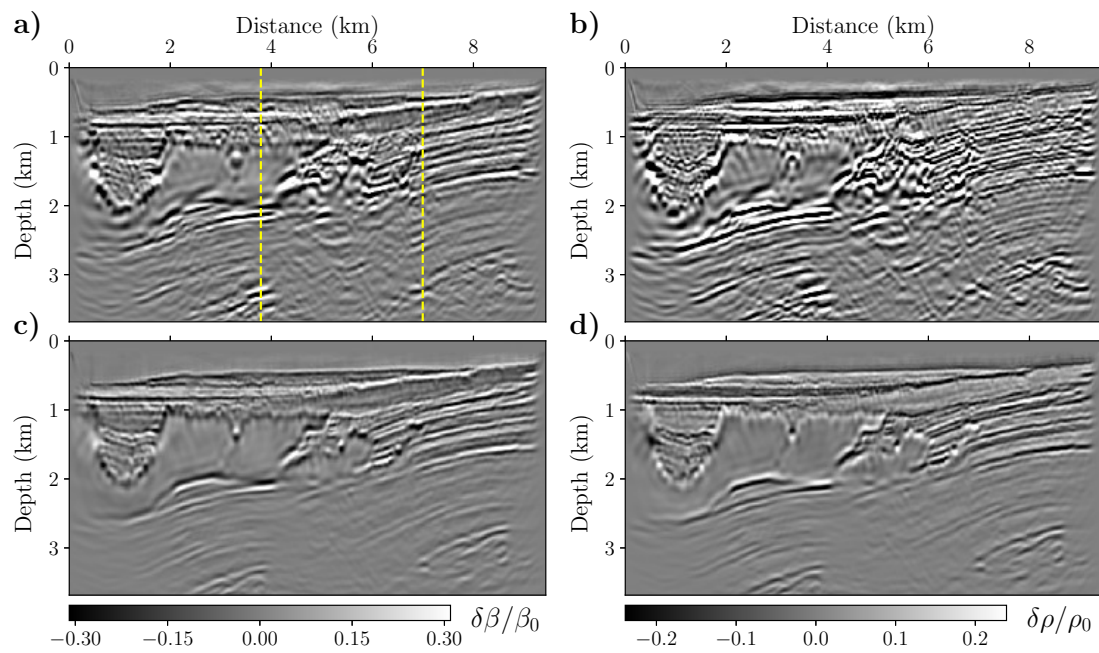 a) Distance (km) b) Distance (km)
0 2 4 6 8 0 2 4 6 8
0
1
2
3
Depth (km)
0
1
2
3
Depth (km)
c) d)
0
1
2
3
Depth (km)
0
1
2
3
Depth (km)
−0.30 −0.15 0.00 0.15 0.30 δβ/β₀
−0.2 −0.1 0.0 0.1 0.2 δρ/ρ₀